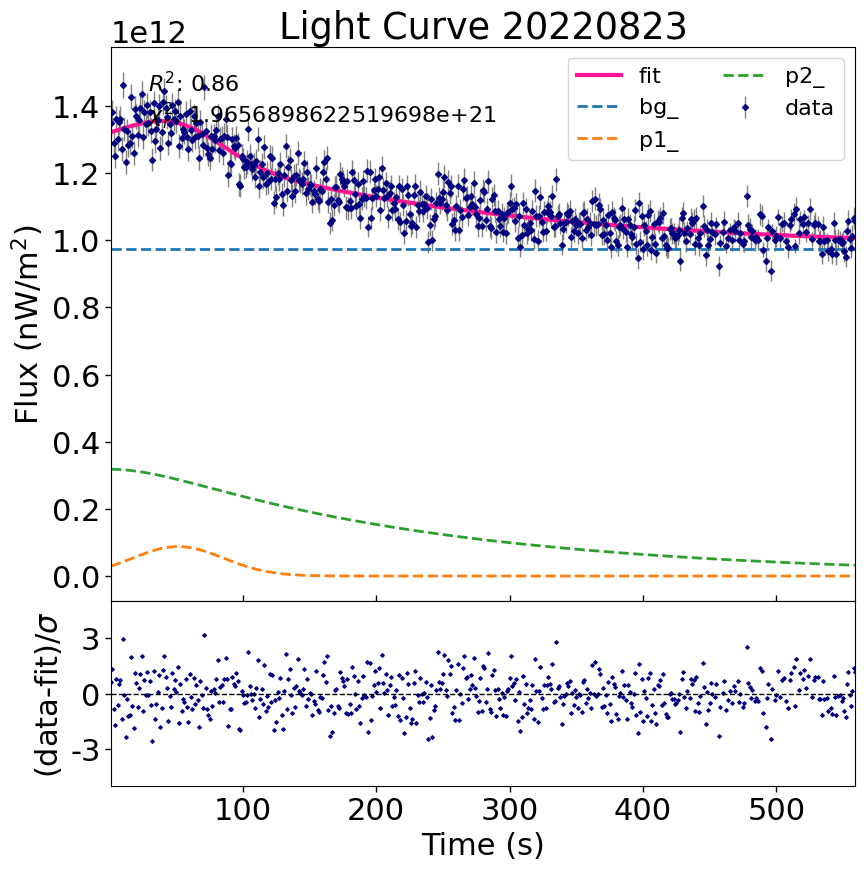 Light Curve 20220823
1e12
R²: 0.86
1.9656898622519698e+21
fit
bg_
p1_
p2_
data
Flux (nW/m²)
1.4
1.2
1.0
0.8
0.6
0.4
0.2
0.0
(data-fit)/σ
3
0
-3
100 200 300 400 500
Time (s)